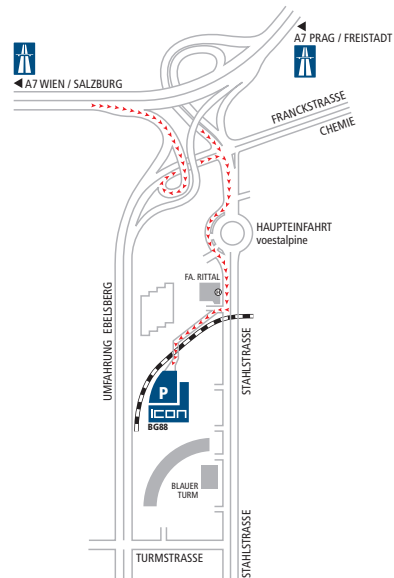 A7 PRAG / FREISTADT
A7 WIEN / SALZBURG
FRANCKSTRASSE
CHEMIE
HAUPTEINFAHRT
voestalpine
FA. RITTAL
H
UMFAHRUNG EBELSBERG
STAHLSTRASSE
P
ICON
BG88
BLAUER
TURM
STAHLSTRASSE
TURMSTRASSE